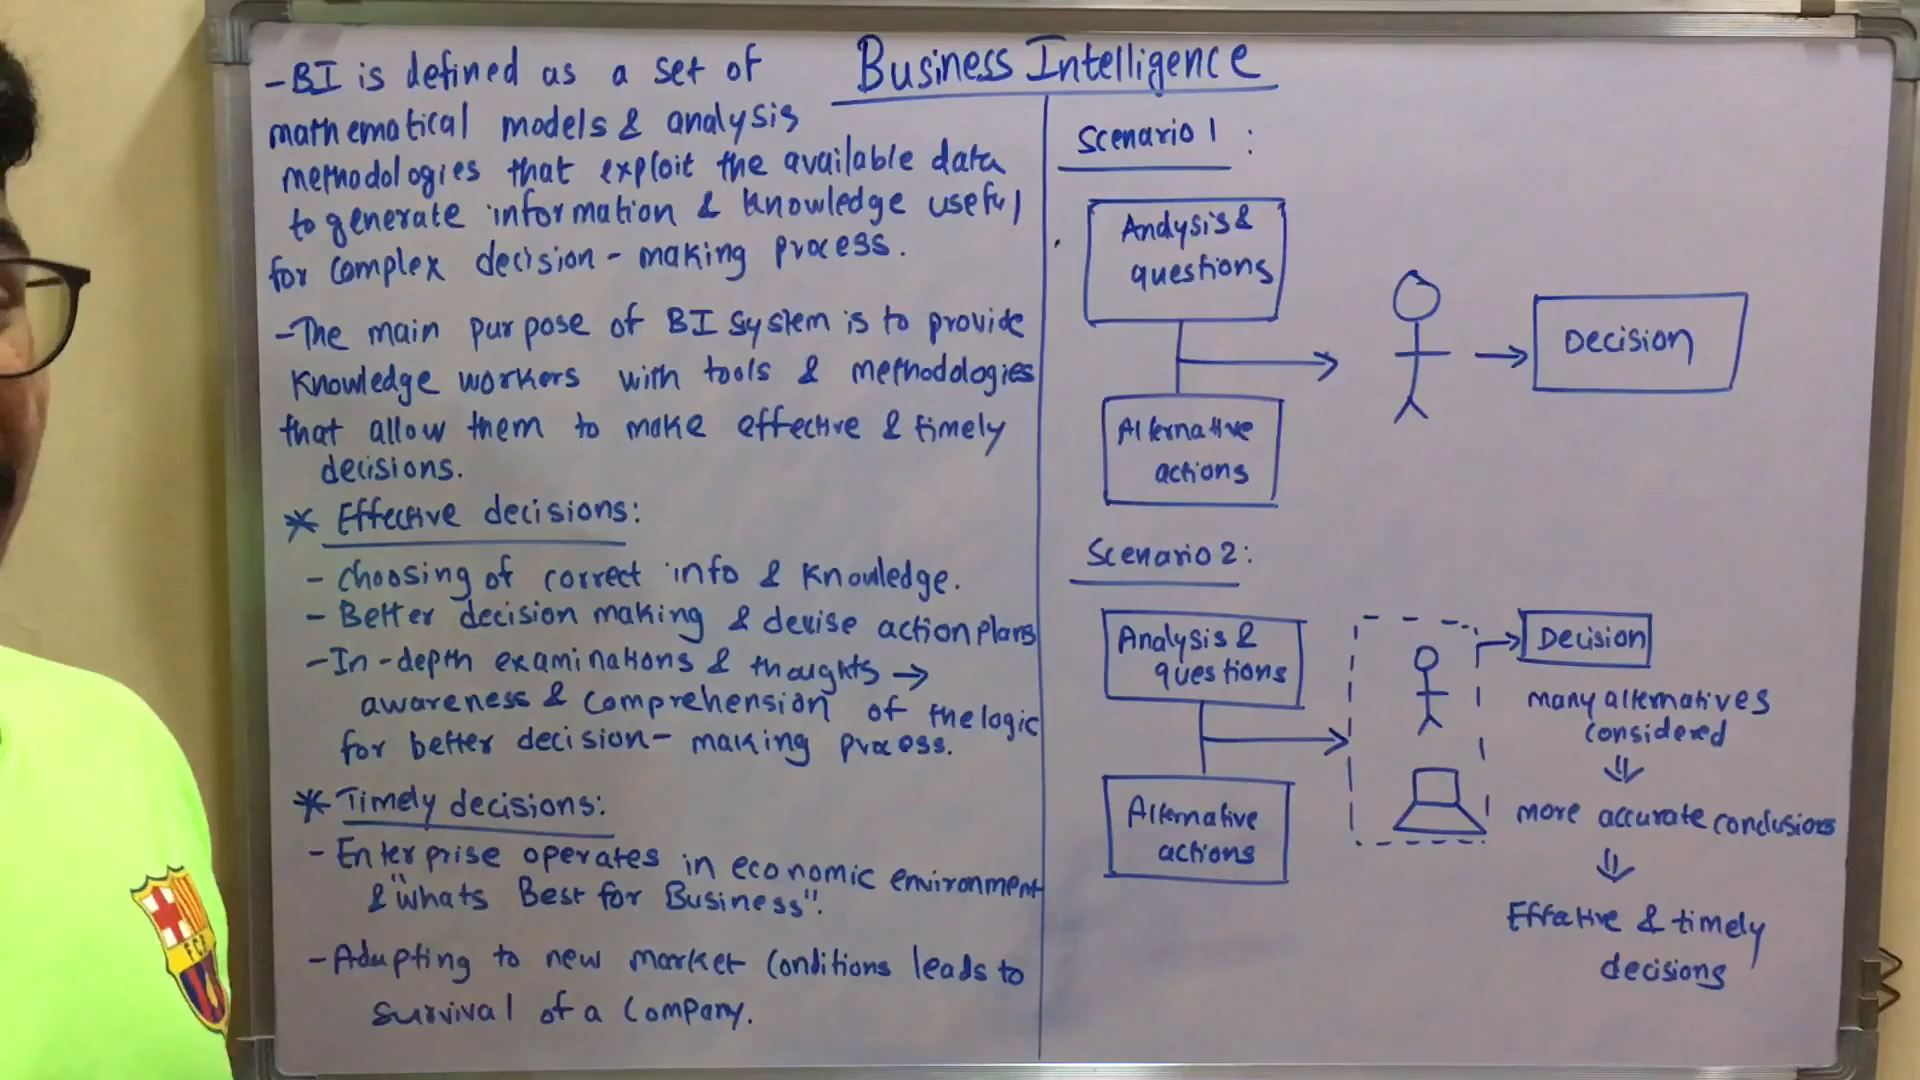 Business Intelligence
- BI is defined as a set of
mathematical models & analysis
methodologies that exploit the available data
to generate information & knowledge useful
for complex decision - making process.
- The main purpose of BI system is to provide
knowledge workers with tools & methodologies
that allow them to make effective & timely
decisions.
* Effective decisions:
- choosing of correct info & knowledge.
- Better decision making & devise action plans
- In-depth examinations & thoughts →
awareness & comprehension of the logic
for better decision - making process.
* Timely decisions:
- Enterprise operates in economic environment
& "whats Best for Business".
- Adapting to new market conditions leads to
survival of a company.
Scenario 1 :
Analysis &
questions
Alternative
actions
Decision
Scenario 2:
Analysis &
questions
Alternative
actions
Decision
many alternatives
considered
⇓
more accurate conclusions
⇓
Effective & timely
decisions
FCB